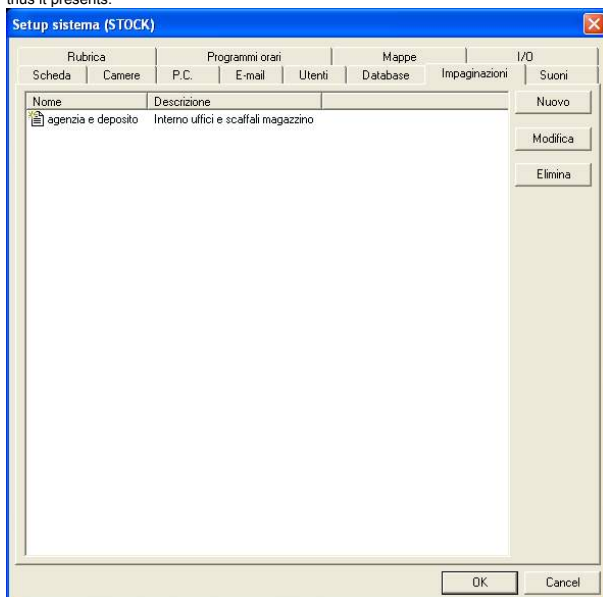 thus it presents:
Setup sistema (STOCK)
Rubrica Programmi orari Mappe I/O
Scheda Camere P.C. E-mail Utenti Database Impaginazioni Suoni
Nome Descrizione Nuovo
agenzia e deposito Interno uffici e scaffali magazzino
Modifica
Elimina
OK Cancel